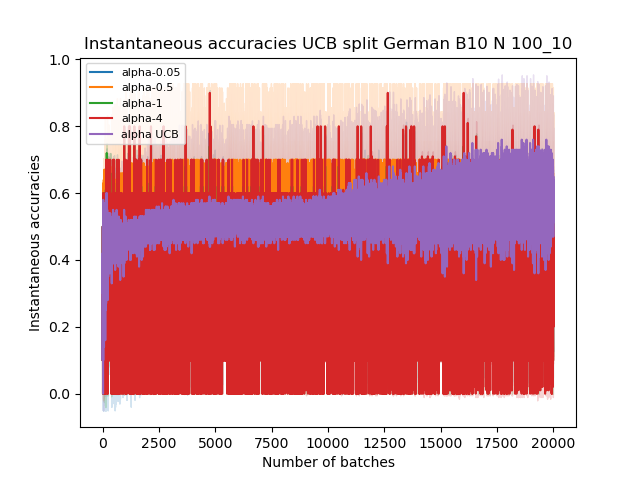 Instantaneous accuracies UCB split German B10 N 100_10
alpha-0.05
alpha-0.5
alpha-1
alpha-4
alpha UCB
Instantaneous accuracies
1.0
0.8
0.6
0.4
0.2
0.0
0 2500 5000 7500 10000 12500 15000 17500 20000
Number of batches